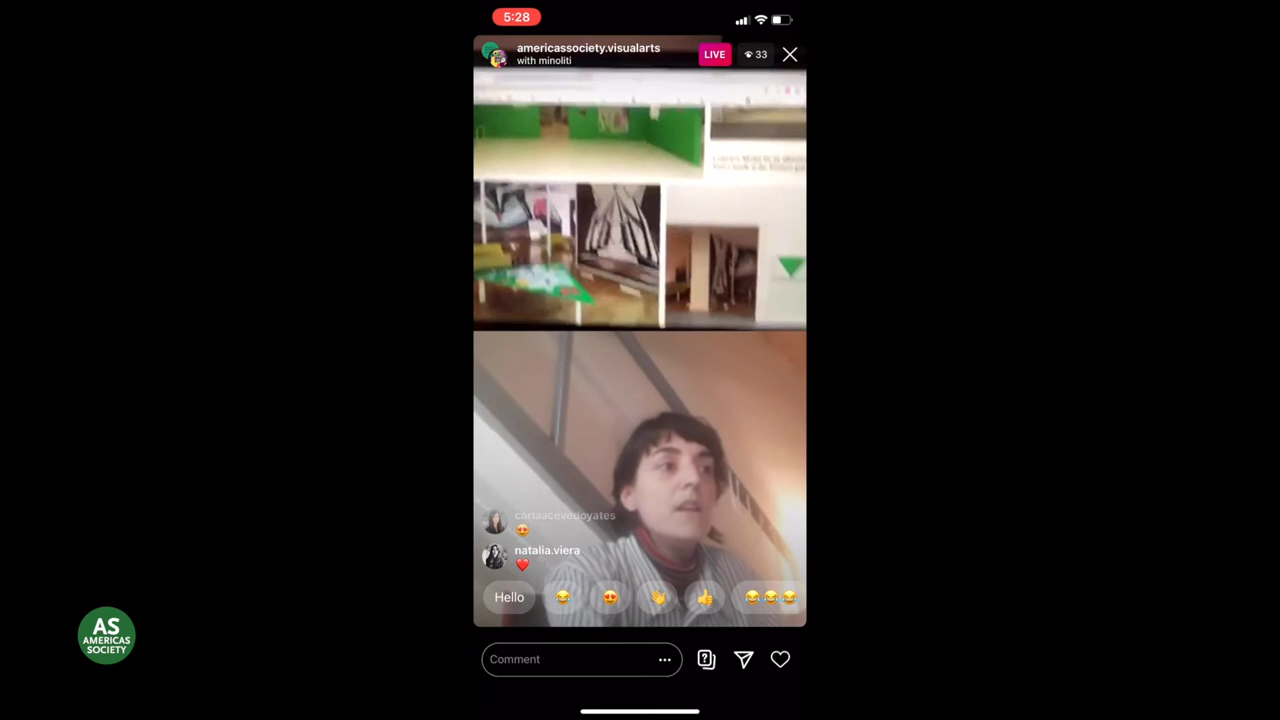 5:28
americassociety.visualarts
with minoliti
LIVE
33
carlaacevedoyates
natalia.viera
Hello
Comment
AS
AMERICAS
SOCIETY